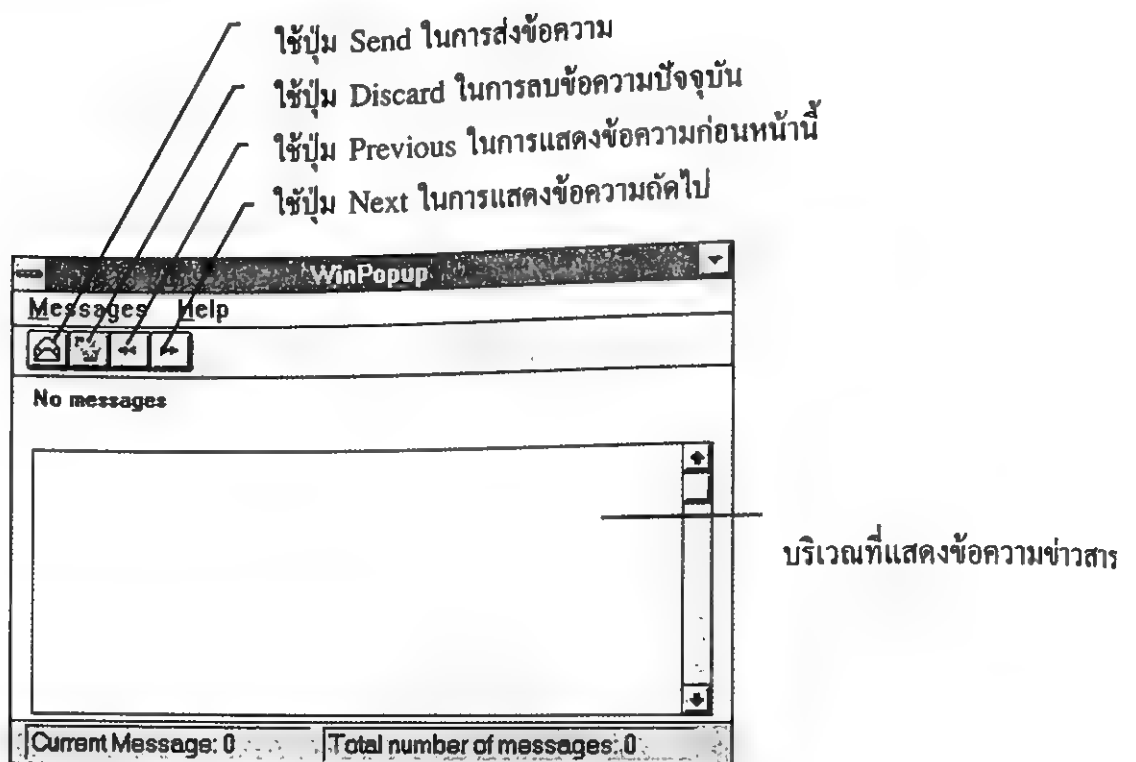 ใช้ปุ่ม Send ในการส่งข้อความ
ใช้ปุ่ม Discard ในการลบข้อความปัจจุบัน
ใช้ปุ่ม Previous ในการแสดงข้อความก่อนหน้านี้
ใช้ปุ่ม Next ในการแสดงข้อความถัดไป
WinPopup
Messages Help
No messages
บริเวณที่แสดงข้อความข่าวสาร
Current Message: 0 Total number of messages: 0